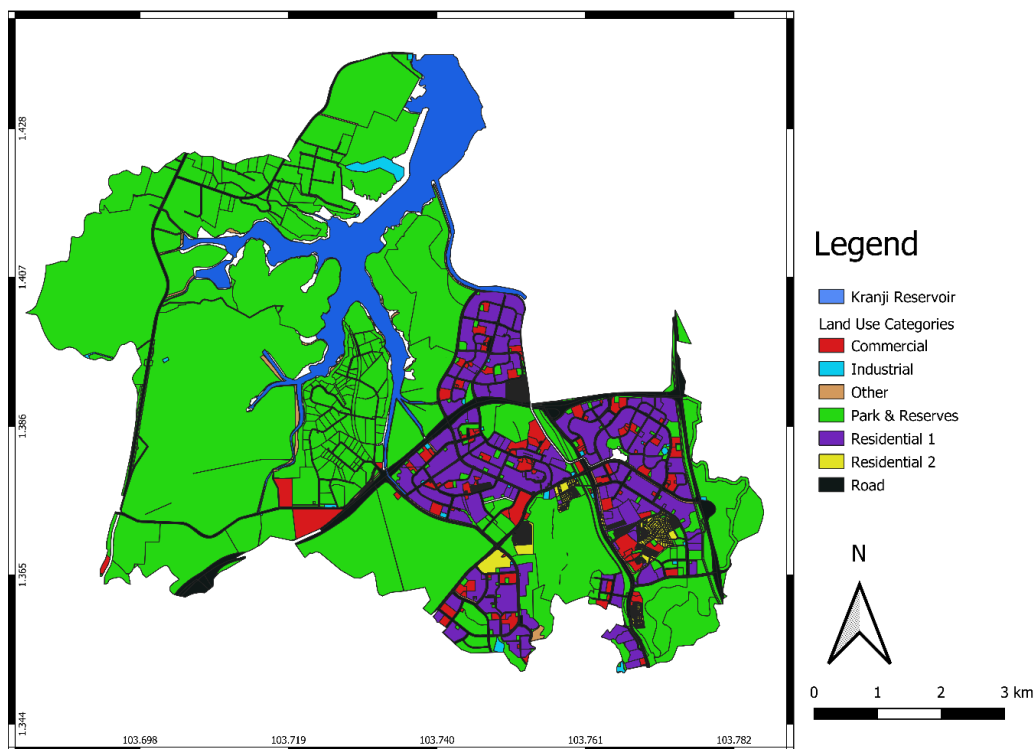 1.428
1.407
1.386
1.365
1.344
103.698
103.719
103.740
103.761
103.782
Legend
Kranji Reservoir
Land Use Categories
Commercial
Industrial
Other
Park & Reserves
Residential 1
Residential 2
Road
N
0 1 2 3 km